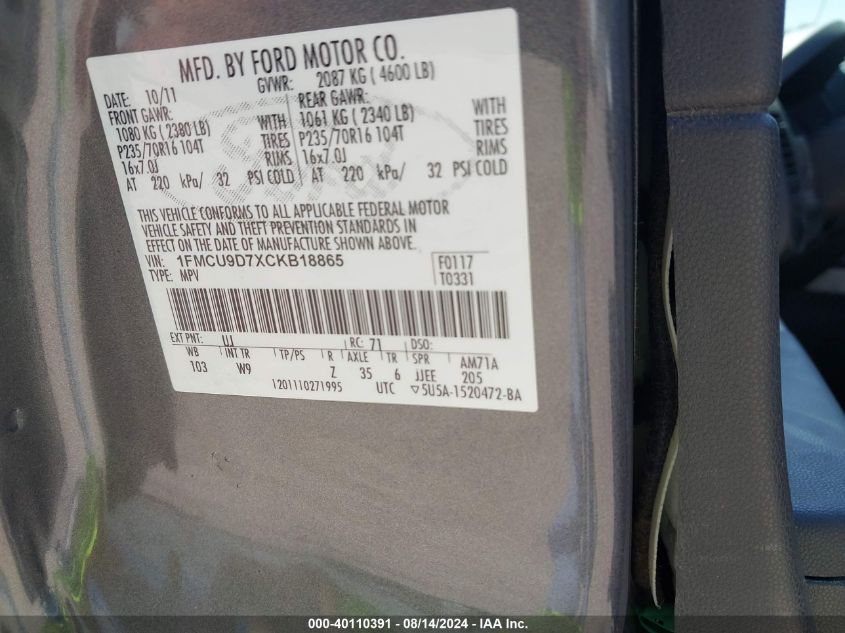 MFD. BY FORD MOTOR CO.
DATE: 10/11 GVWR: 2087 KG ( 4600 LB)
FRONT GAWR: REAR GAWR:
1080 KG ( 2380 LB) WITH 1061 KG ( 2340 LB) WITH
P235/70R16 104T TIRES P235/70R16 104T TIRES
16x7.0J RIMS 16x7.0J RIMS
AT 220 kPa/ 32 PSI COLD AT 220 kPa/ 32 PSI COLD
THIS VEHICLE CONFORMS TO ALL APPLICABLE FEDERAL MOTOR
VEHICLE SAFETY AND THEFT PREVENTION STANDARDS IN
EFFECT ON THE DATE OF MANUFACTURE SHOWN ABOVE.
VIN: 1FMCU9D7XCKB18865 F0117
TYPE: MPV T0331
EXT PNT: UJ RC: 71 DSO:
WB INT TR TP/PS R AXLE TR SPR AM71A
103 W9 Z 35 6 JJEE 205
1201110271995 UTC ▽5U5A-1520472-BA
000-40110391 - 08/14/2024 - IAA Inc.